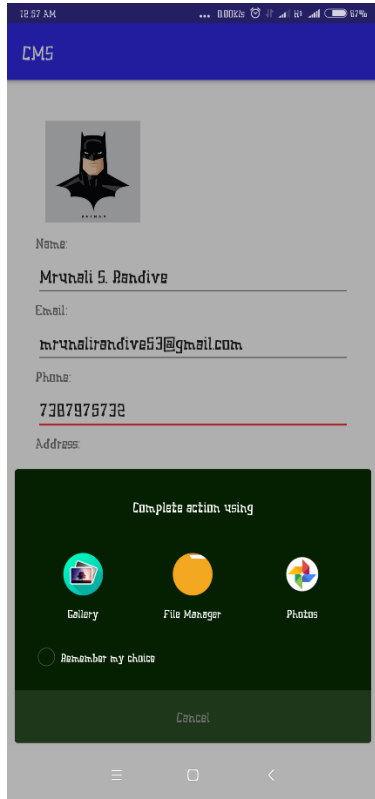 12:57 AM ... 0.00K/s 67%
CMS
BATMAN
Name:
Mrunali S. Randive
Email:
mrunalirandive53@gmail.com
Phone:
7387975732
Address:
Complete action using
Gallery File Manager Photos
Remember my choice
Cancel